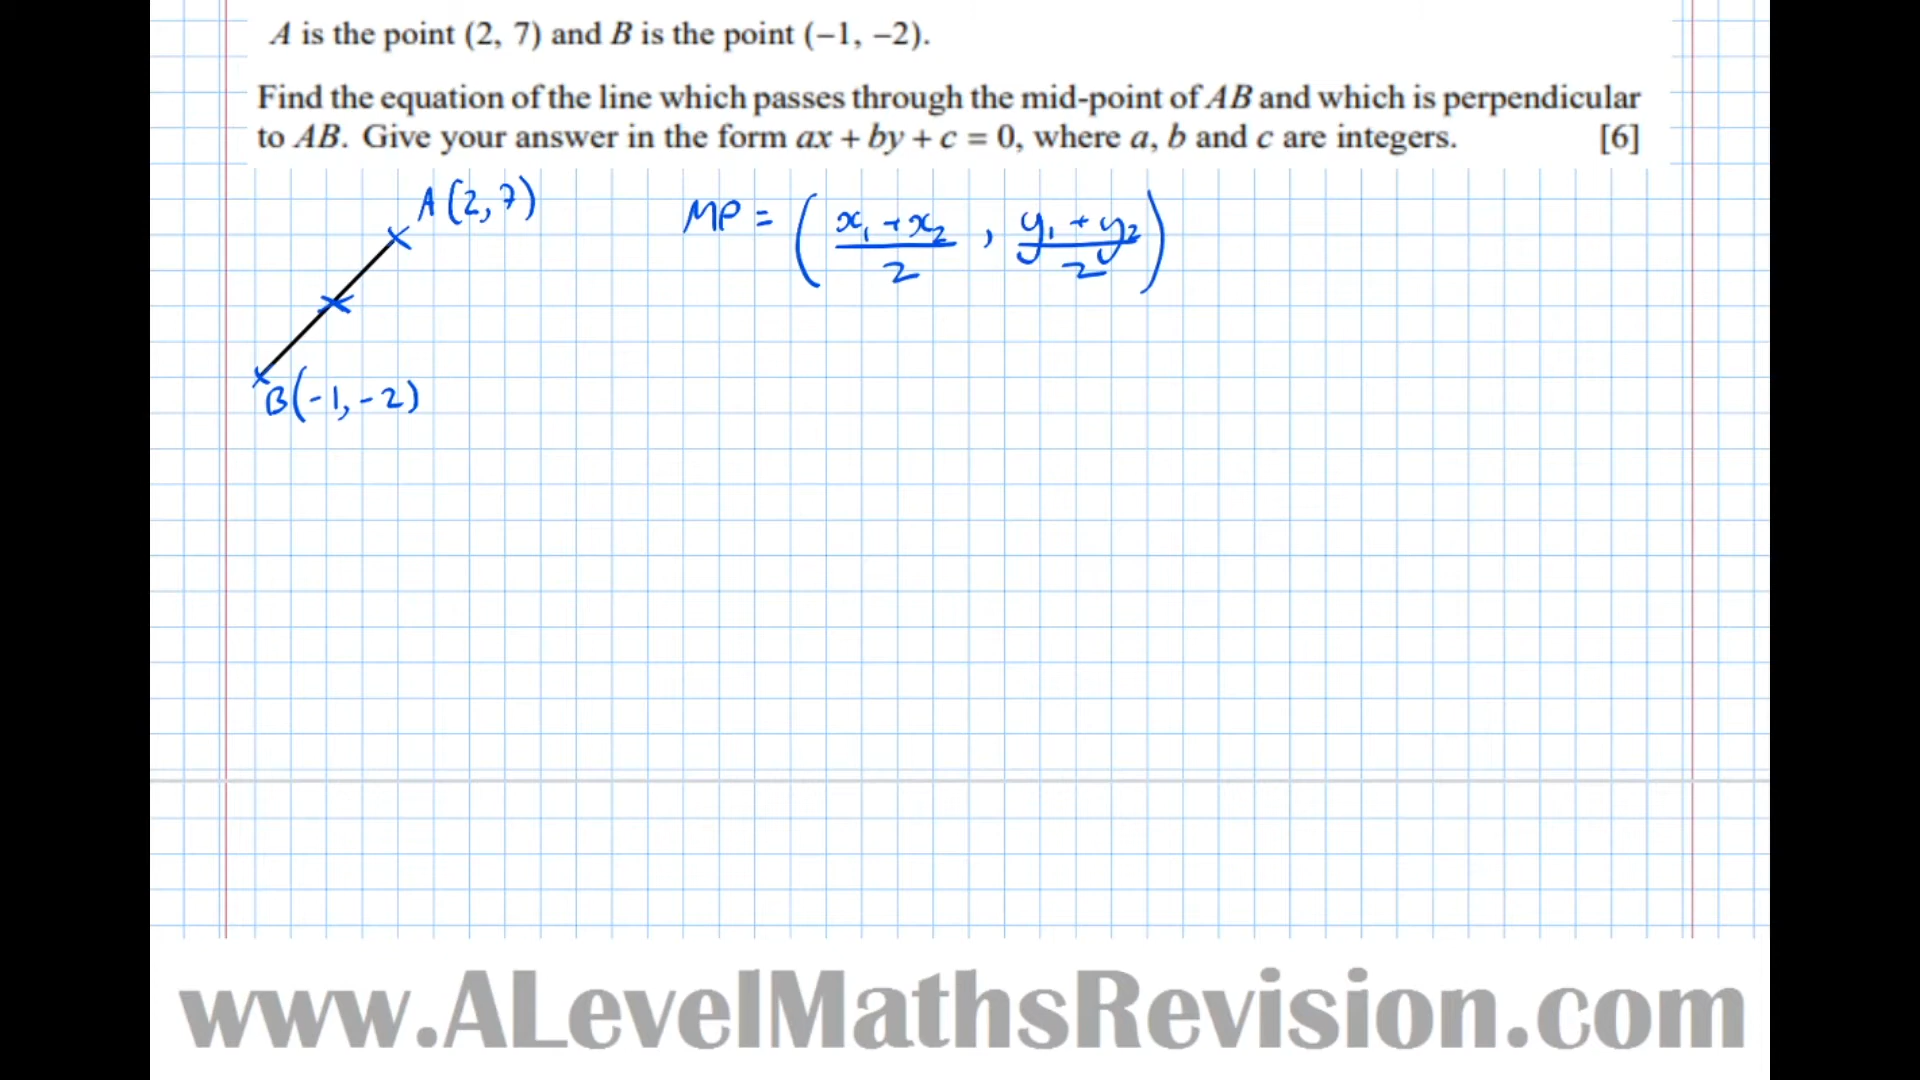 A is the point (2, 7) and B is the point (−1, −2).
Find the equation of the line which passes through the mid-point of AB and which is perpendicular
to AB. Give your answer in the form ax + by + c = 0, where a, b and c are integers. [6]
A (2, 7)
MP = ( x₁ + x₂ / 2 , y₁ + y₂ / 2 )
B (-1, -2)
www.ALevelMathsRevision.com